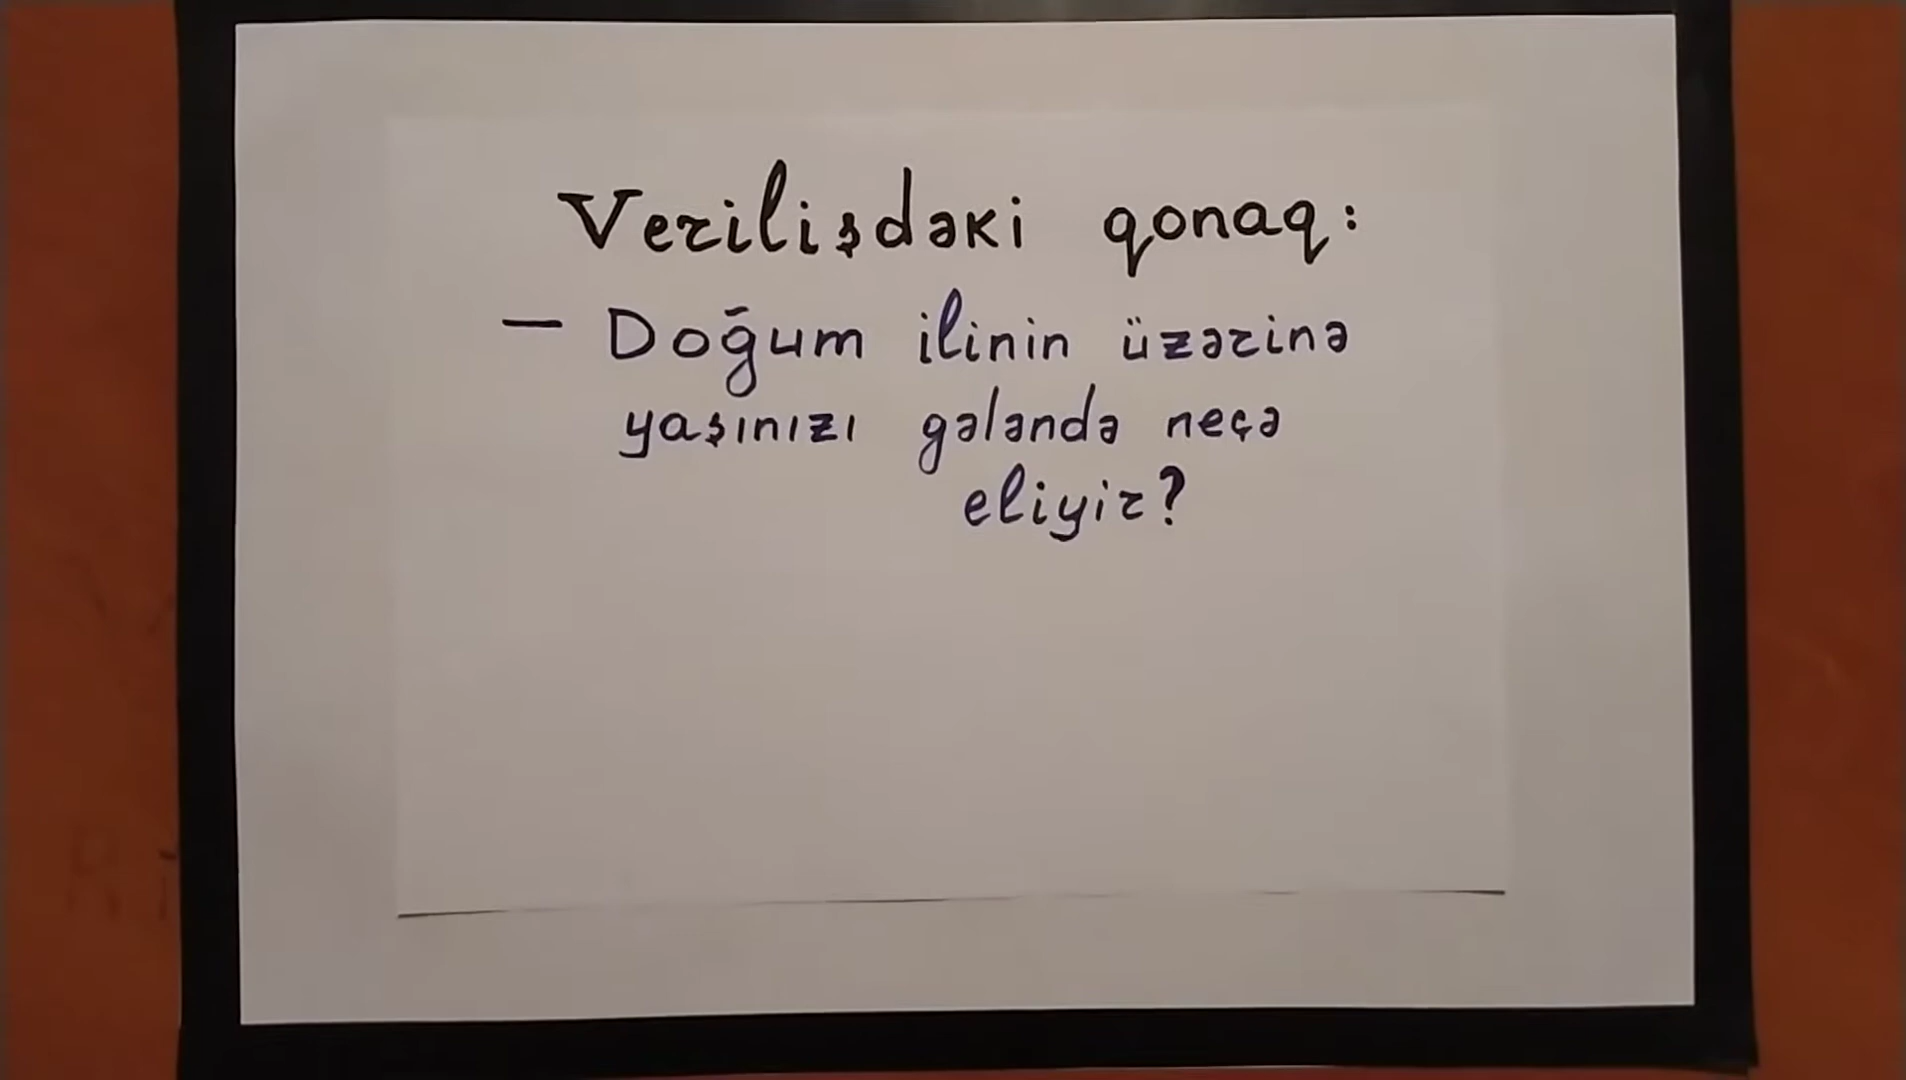 Verilişdəki qonaq:
— Doğum ilinin üzərinə
yaşınızı gələndə neçə
eliyir?